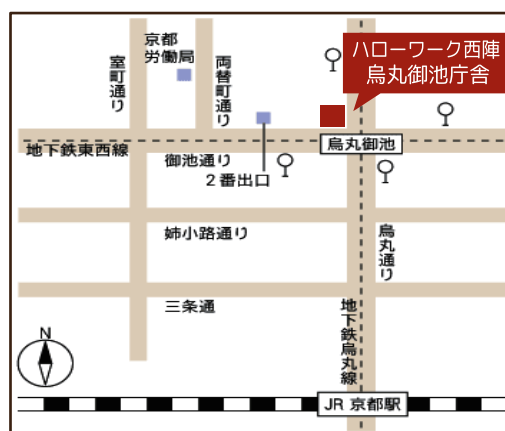 ハローワーク西陣
烏丸御池庁舎
京都
労働局
室町通り
両替町通り
地下鉄東西線
御池通り
2番出口
烏丸御池
姉小路通り
烏丸通り
三条通
地下鉄烏丸線
N
JR 京都駅